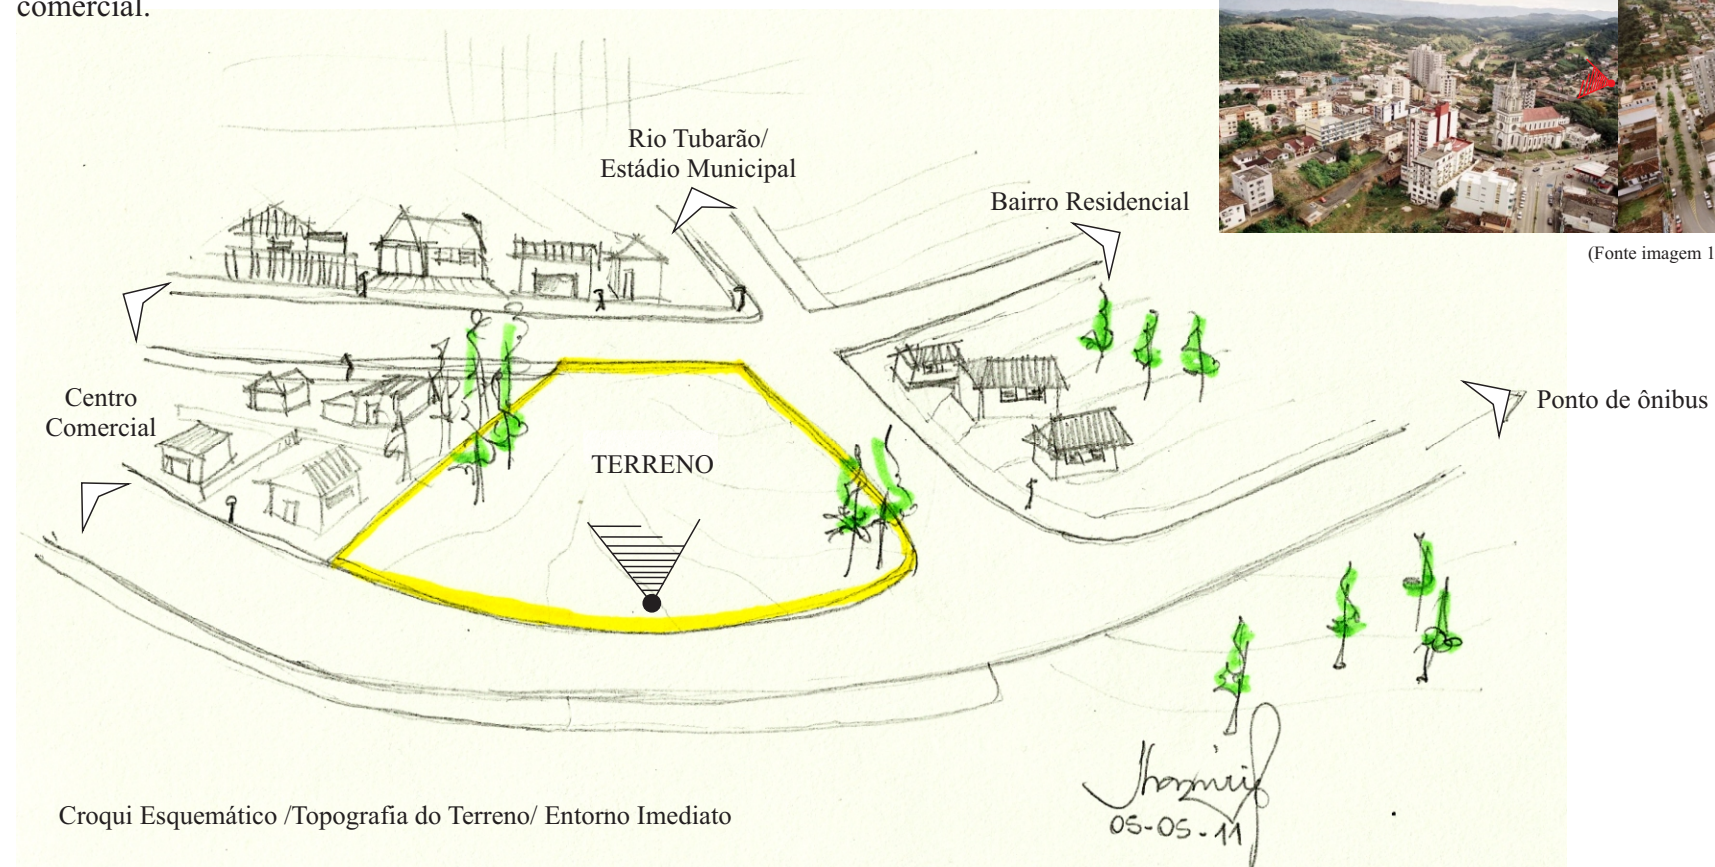 comercial.
Rio Tubarão/
Estádio Municipal
Bairro Residencial
(Fonte imagem 1
Centro
Comercial
Ponto de ônibus
TERRENO
Croqui Esquemático /Topografia do Terreno/ Entorno Imediato
05-05-11